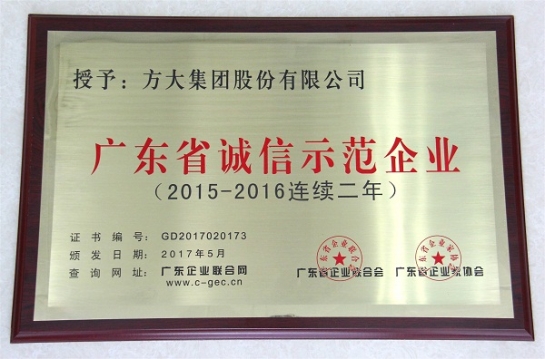 授予：方大集团股份有限公司
广东省诚信示范企业
（2015-2016连续二年）
证书编号：GD2017020173
颁发日期：2017年5月
查询网址：广东企业联合网
www.c-gec.cn
广东省企业联合会 广东省企业家协会